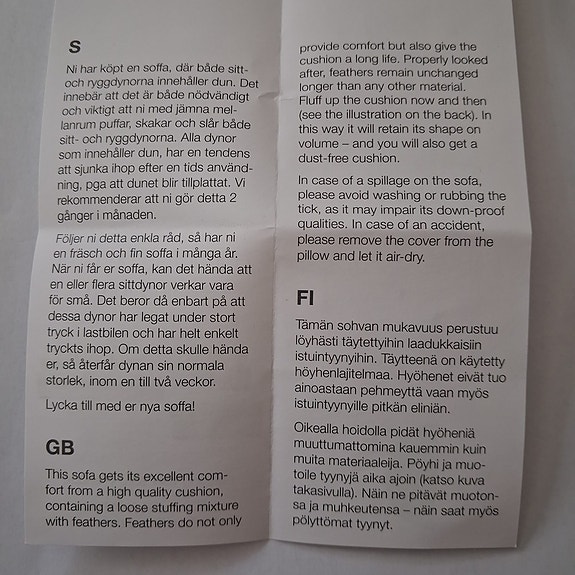 S
Ni har köpt en soffa, där både sitt-
och ryggdynorna innehåller dun. Det
innebär att det är både nödvändigt
och viktigt att ni med jämna mel-
lanrum puffar, skakar och slår både
sitt- och ryggdynorna. Alla dynor
som innehåller dun, har en tendens
att sjunka ihop efter en tids använd-
ning, pga att dunet blir tillplattat. Vi
rekommenderar att ni gör detta 2
gånger i månaden.
Följer ni detta enkla råd, så har ni
en fräsch och fin soffa i många år.
När ni får er soffa, kan det hända att
en eller flera sittdynor verkar vara
för små. Det beror då enbart på att
dessa dynor har legat under stort
tryck i lastbilen och har helt enkelt
tryckts ihop. Om detta skulle hända
er, så återfår dynan sin normala
storlek, inom en till två veckor.
Lycka till med er nya soffa!
GB
This sofa gets its excellent com-
fort from a high quality cushion,
containing a loose stuffing mixture
with feathers. Feathers do not only
provide comfort but also give the
cushion a long life. Properly looked
after, feathers remain unchanged
longer than any other material.
Fluff up the cushion now and then
(see the illustration on the back). In
this way it will retain its shape on
volume – and you will also get a
dust-free cushion.
In case of a spillage on the sofa,
please avoid washing or rubbing the
tick, as it may impair its down-proof
qualities. In case of an accident,
please remove the cover from the
pillow and let it air-dry.
FI
Tämän sohvan mukavuus perustuu
löyhästi täytettyihin laadukkaisiin
istuintyynyihin. Täytteenä on käytetty
höyhenlajitelmaa. Hyöhenet eivät tuo
ainoastaan pehmeyttä vaan myös
istuintyynyille pitkän eliniän.
Oikealla hoidolla pidät hyöheniä
muuttumattomina kauemmin kuin
muita materiaaleija. Pöyhi ja muo-
toile tyynyjä aika ajoin (katso kuva
takasivulla). Näin ne pitävät muoton-
sa ja muhkeutensa – näin saat myös
pölyttömat tyynyt.